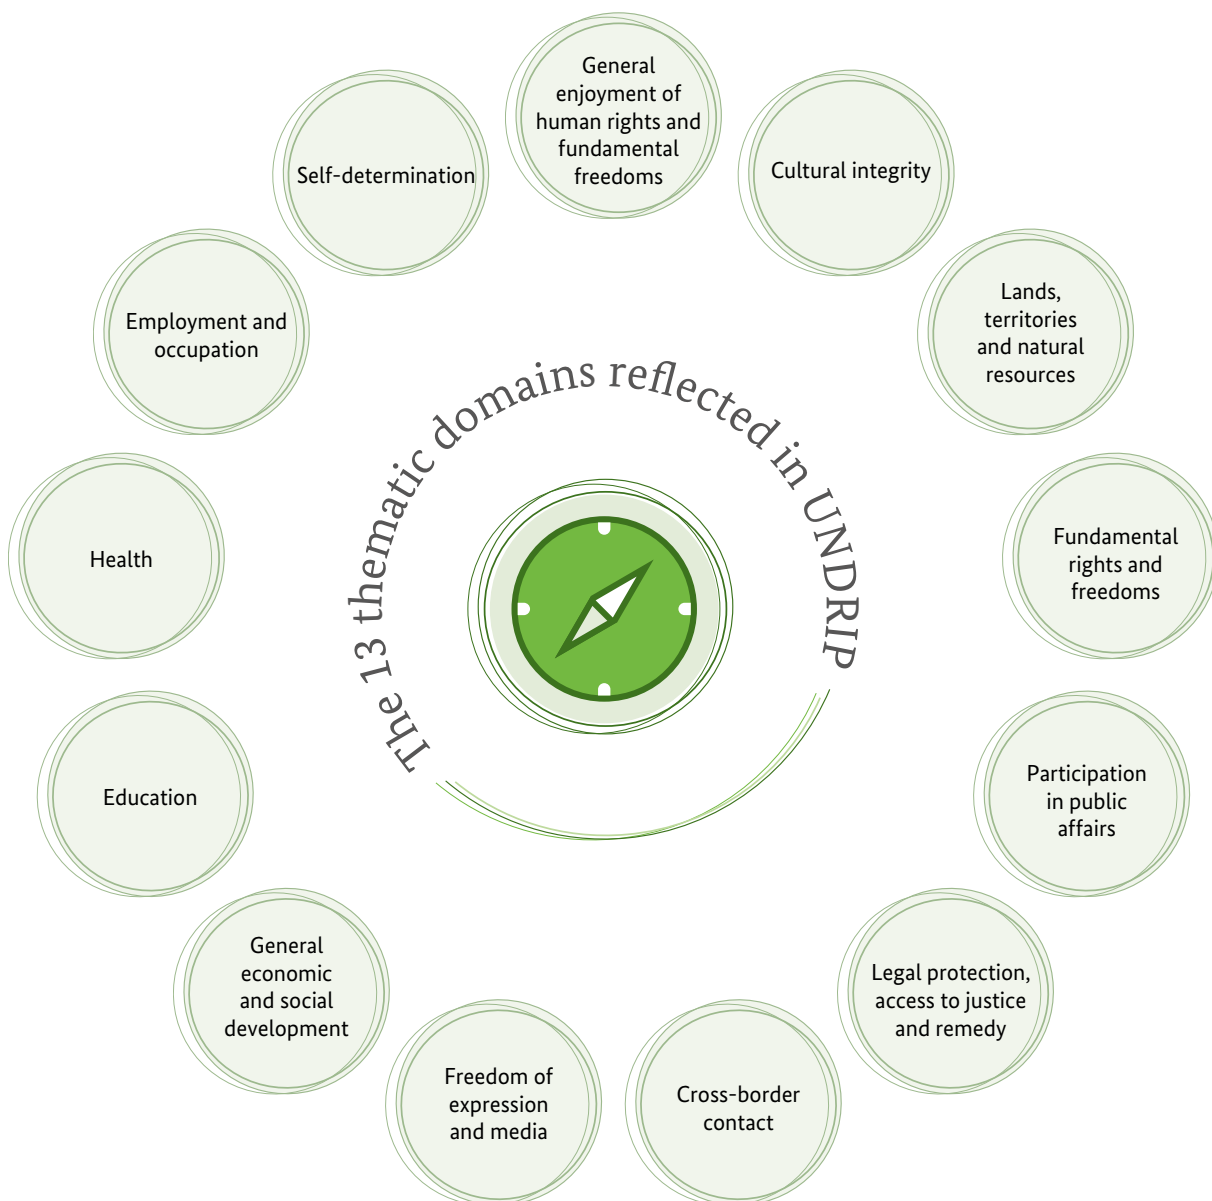 General
enjoyment of
human rights and
fundamental
freedoms
Cultural integrity
Lands,
territories
and natural
resources
Fundamental
rights and
freedoms
Participation
in public
affairs
Legal protection,
access to justice
and remedy
Cross-border
contact
Freedom of
expression
and media
General
economic
and social
development
Education
Health
Employment and
occupation
Self-determination
The 13 thematic domains reflected in UNDRIP